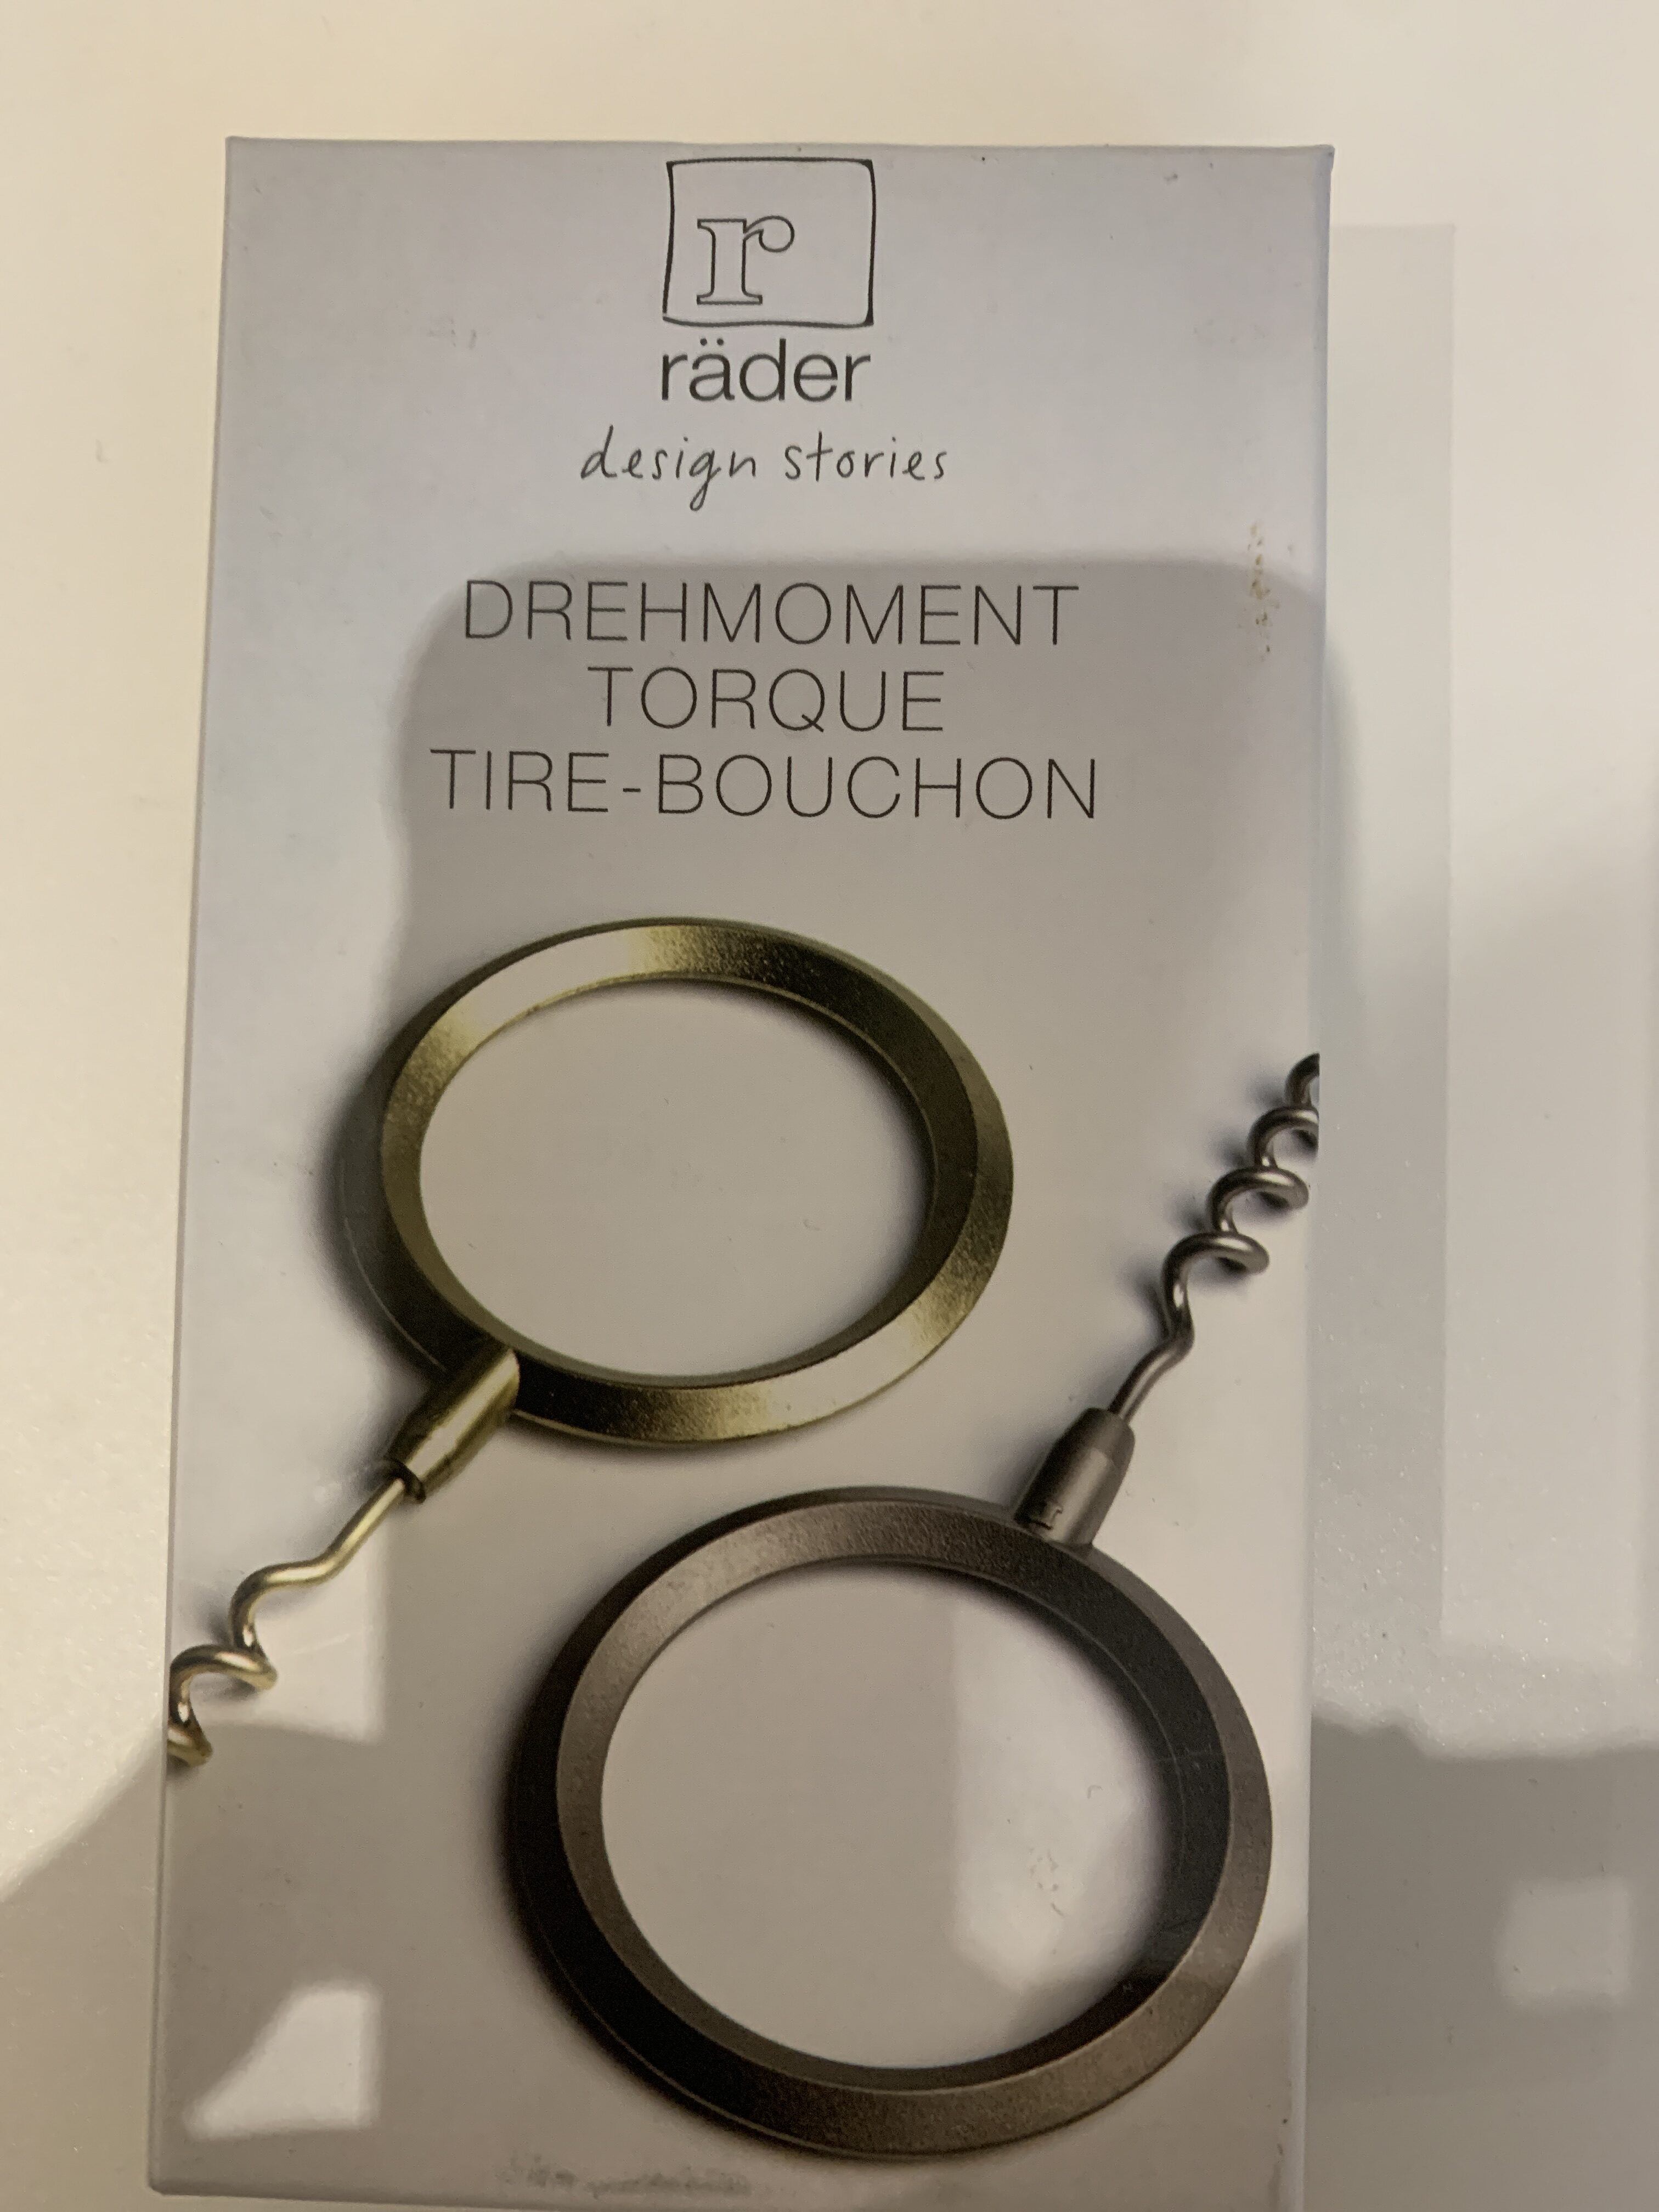 r
räder
design stories
DREHMOMENT
TORQUE
TIRE-BOUCHON